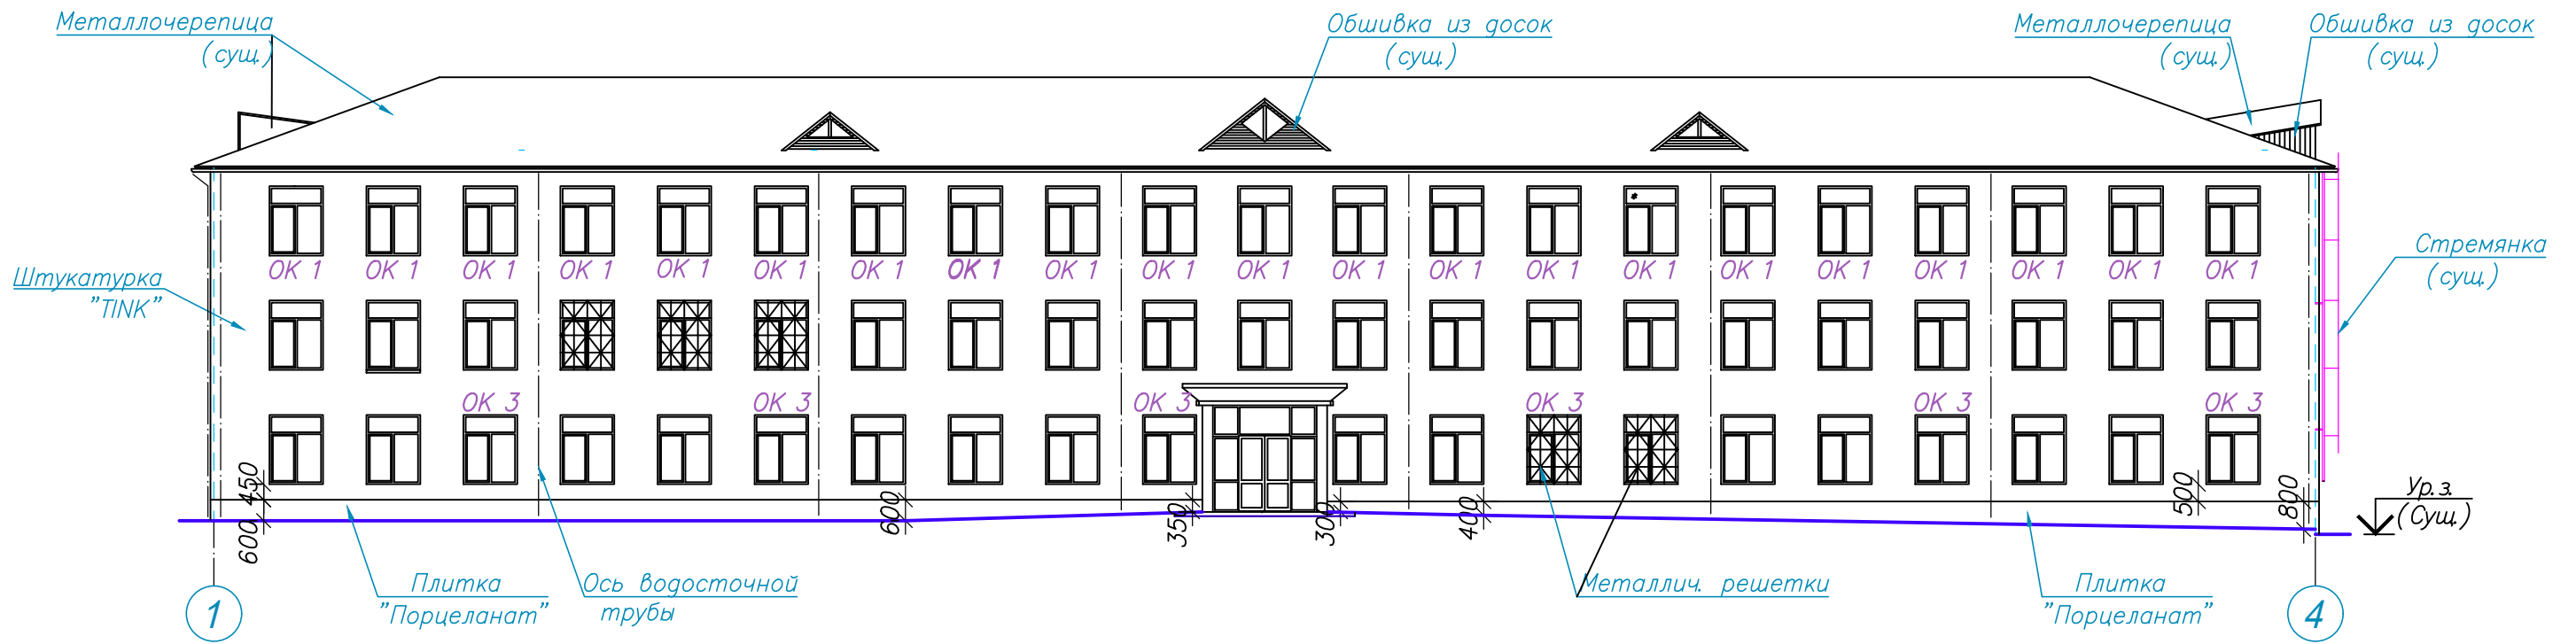 Металлочерепица
(сущ.)
Обшивка из досок
(сущ.)
Металлочерепица
(сущ.)
Обшивка из досок
(сущ.)
Стремянка
(сущ.)
ОК 1 ОК 1 ОК 1 ОК 1 ОК 1 ОК 1 ОК 1 ОК 1 ОК 1 ОК 1 ОК 1 ОК 1 ОК 1 ОК 1 ОК 1 ОК 1 ОК 1 ОК 1 ОК 1 ОК 1 ОК 1
Штукатурка
"TINK"
ОК 3 ОК 3 ОК 3 ОК 3 ОК 3 ОК 3
450
600
600
350
300
400
500
800
Ур.з.
(Сущ.)
Плитка
"Порцеланат"
Ось водосточной
трубы
Металлич. решетки
Плитка
"Порцеланат"
1
4